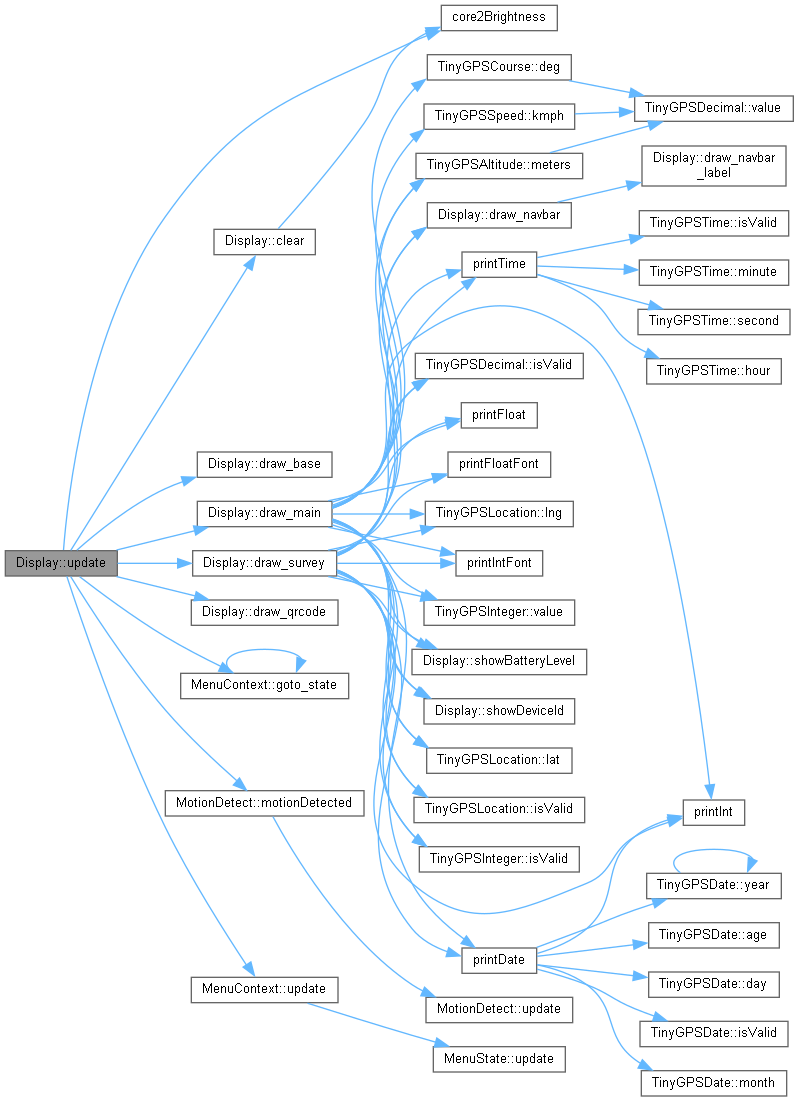 core2Brightness
TinyGPSCourse::deg
TinyGPSDecimal::value
TinyGPSSpeed::kmph
TinyGPSAltitude::meters
Display::draw_navbar
_label
Display::draw_navbar
TinyGPSTime::isValid
Display::clear
printTime
TinyGPSTime::minute
TinyGPSTime::second
TinyGPSDecimal::isValid
TinyGPSTime::hour
printFloat
Display::draw_base
printFloatFont
Display::draw_main
TinyGPSLocation::lng
Display::update
Display::draw_survey
printIntFont
Display::draw_qrcode
TinyGPSInteger::value
Display::showBatteryLevel
MenuContext::goto_state
Display::showDeviceId
TinyGPSLocation::lat
MotionDetect::motionDetected
TinyGPSLocation::isValid
printInt
TinyGPSInteger::isValid
TinyGPSDate::year
TinyGPSDate::age
printDate
TinyGPSDate::day
MenuContext::update
MotionDetect::update
TinyGPSDate::isValid
MenuState::update
TinyGPSDate::month